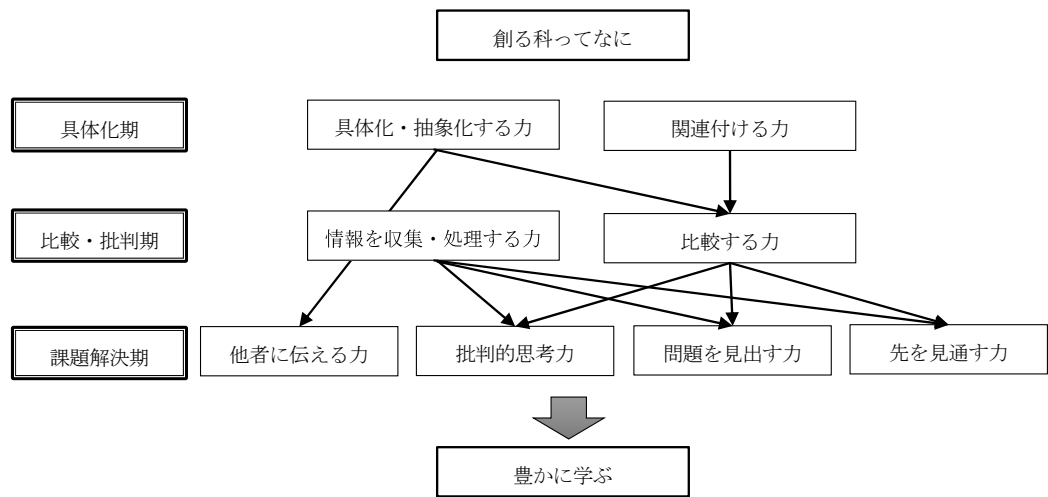 創る科ってなに
具体化期
具体化・抽象化する力
関連付ける力
比較・批判期
情報を収集・処理する力
比較する力
課題解決期
他者に伝える力
批判的思考力
問題を見出す力
先を見通す力
豊かに学ぶ